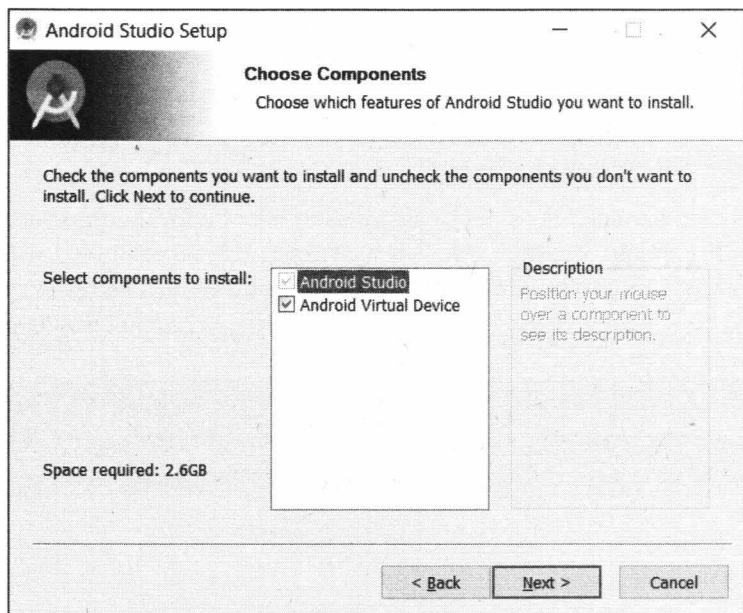 Android Studio Setup
Choose Components
Choose which features of Android Studio you want to install.
Check the components you want to install and uncheck the components you don't want to
install. Click Next to continue.
Select components to install:
Android Studio
Android Virtual Device
Description
Position your mouse
over a component to
see its description.
Space required: 2.6GB
< Back
Next >
Cancel